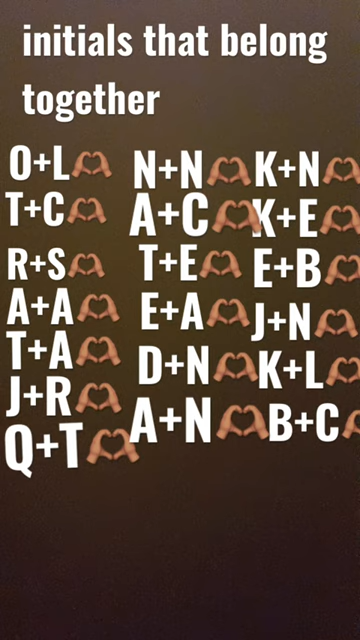 initials that belong
together
O+L🫶🏾 N+N🫶🏾 K+N🫶🏾
T+C🫶🏾 A+C🫶🏾 K+E🫶🏾
R+S🫶🏾 T+E🫶🏾 E+B🫶🏾
A+A🫶🏾 E+A🫶🏾 J+N🫶🏾
T+A🫶🏾 D+N🫶🏾 K+L🫶🏾
J+R🫶🏾 A+N🫶🏾 B+C🫶🏾
Q+T🫶🏾